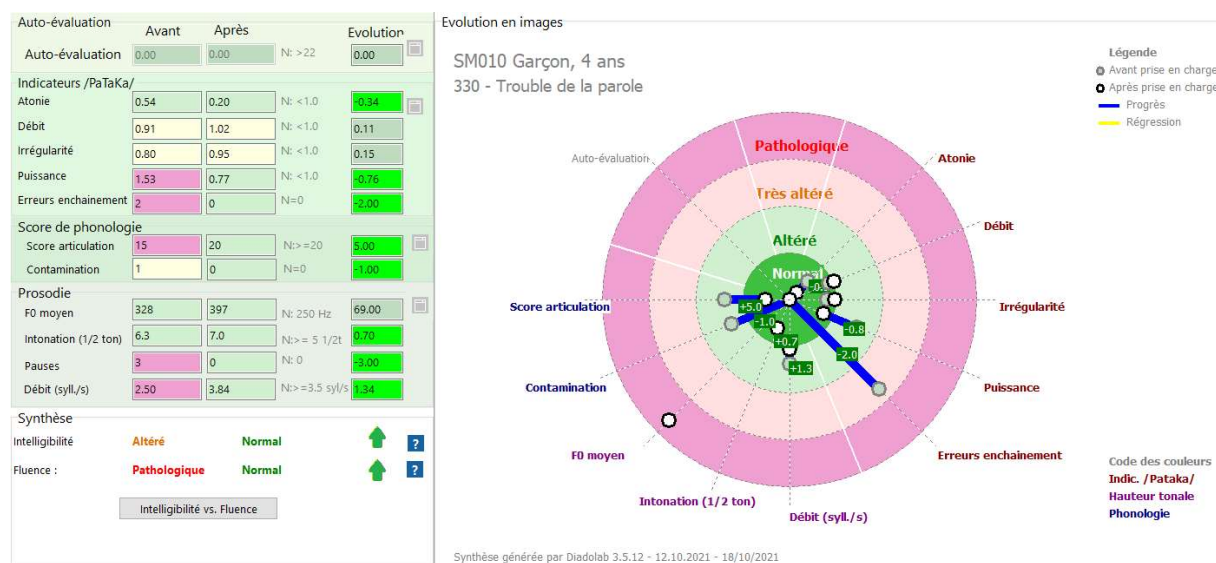 Auto-évaluation
Avant Après Evolution
Auto-évaluation 0.00 0.00 N: >22 0.00
Indicateurs /PaTaKa/
Atonie 0.54 0.20 N: <1.0 -0.34
Débit 0.91 1.02 N: <1.0 0.11
Irrégularité 0.80 0.95 N: <1.0 0.15
Puissance 1.53 0.77 N: <1.0 -0.76
Erreurs enchainement 2 0 N=0 -2.00
Score de phonologie
Score articulation 15 20 N:>=20 5.00
Contamination 1 0 N=0 -1.00
Prosodie
F0 moyen 328 397 N: 250 Hz 69.00
Intonation (1/2 ton) 6.3 7.0 N:>= 5 1/2t 0.70
Pauses 3 0 N: 0 -3.00
Débit (syll./s) 2.50 3.84 N:>=3.5 syl/s 1.34
Synthèse
Intelligibilité Altéré Normal ?
Fluence : Pathologique Normal ?
Intelligibilité vs. Fluence
Evolution en images
SM010 Garçon, 4 ans
330 - Trouble de la parole
Légende
Avant prise en charge
Après prise en charge
Progrès
Régression
Pathologique
Très altéré
Altéré
Normal
Auto-évaluation
Atonie
Débit
Irrégularité
Puissance
Erreurs enchainement
Débit (syll./s)
Intonation (1/2 ton)
F0 moyen
Contamination
Score articulation
+5.0
-1.0
+0.7
+1.3
-0.8
-2.0
Code des couleurs
Indic. /Pataka/
Hauteur tonale
Phonologie
Synthèse générée par Diadolab 3.5.12 - 12.10.2021 - 18/10/2021